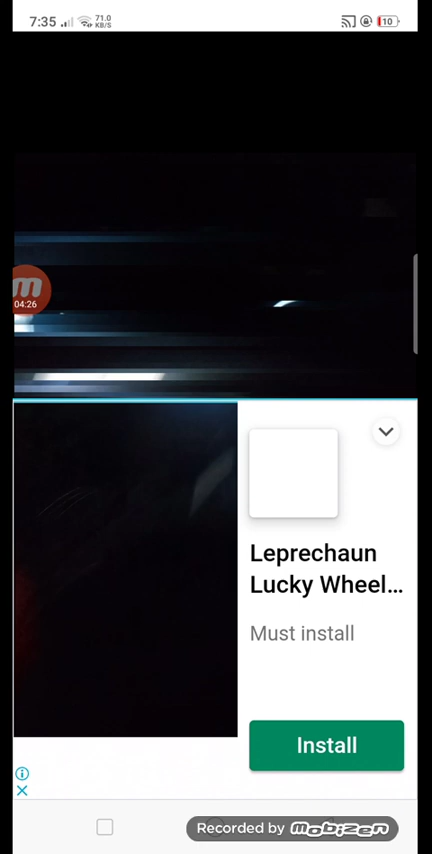 7:35 71.0 KB/S 10
m
04:26
Leprechaun
Lucky Wheel...
Must install
Install
Recorded by mobizen